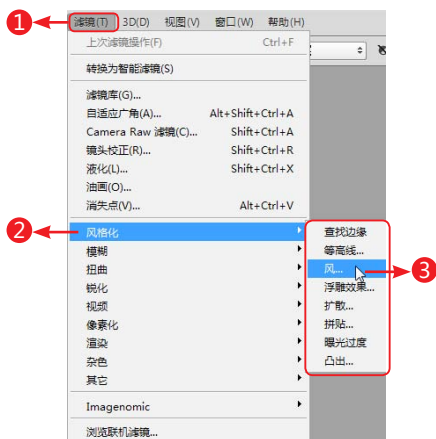 1
滤镜(T) 3D(D) 视图(V) 窗口(W) 帮助(H)
上次滤镜操作(F) Ctrl+F
转换为智能滤镜(S)
滤镜库(G)...
自适应广角(A)... Alt+Shift+Ctrl+A
Camera Raw 滤镜(C)... Shift+Ctrl+A
镜头校正(R)... Shift+Ctrl+R
液化(L)... Shift+Ctrl+X
油画(O)...
消失点(V)... Alt+Ctrl+V
2
风格化
模糊
扭曲
锐化
视频
像素化
渲染
杂色
其它
Imagenomic
浏览联机滤镜...
查找边缘
等高线...
风...
3
浮雕效果...
扩散...
拼贴...
曝光过度
凸出...